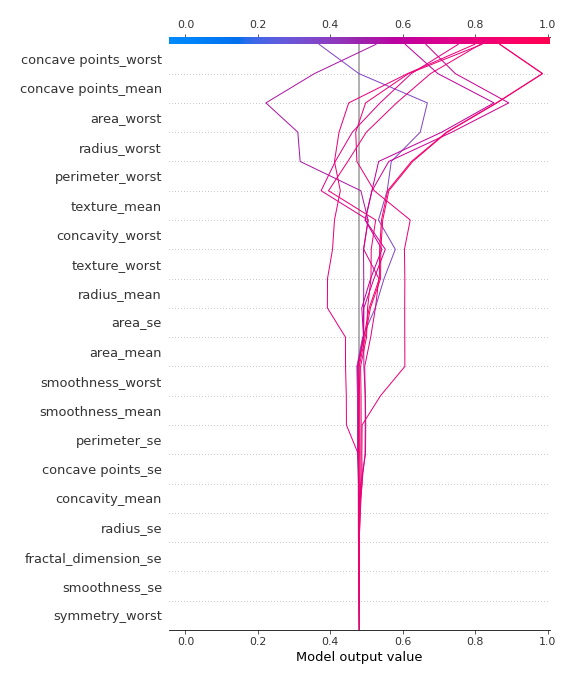 0.0 0.2 0.4 0.6 0.8 1.0
concave points_worst
concave points_mean
area_worst
radius_worst
perimeter_worst
texture_mean
concavity_worst
texture_worst
radius_mean
area_se
area_mean
smoothness_worst
smoothness_mean
perimeter_se
concave points_se
concavity_mean
radius_se
fractal_dimension_se
smoothness_se
symmetry_worst
0.0 0.2 0.4 0.6 0.8 1.0
Model output value